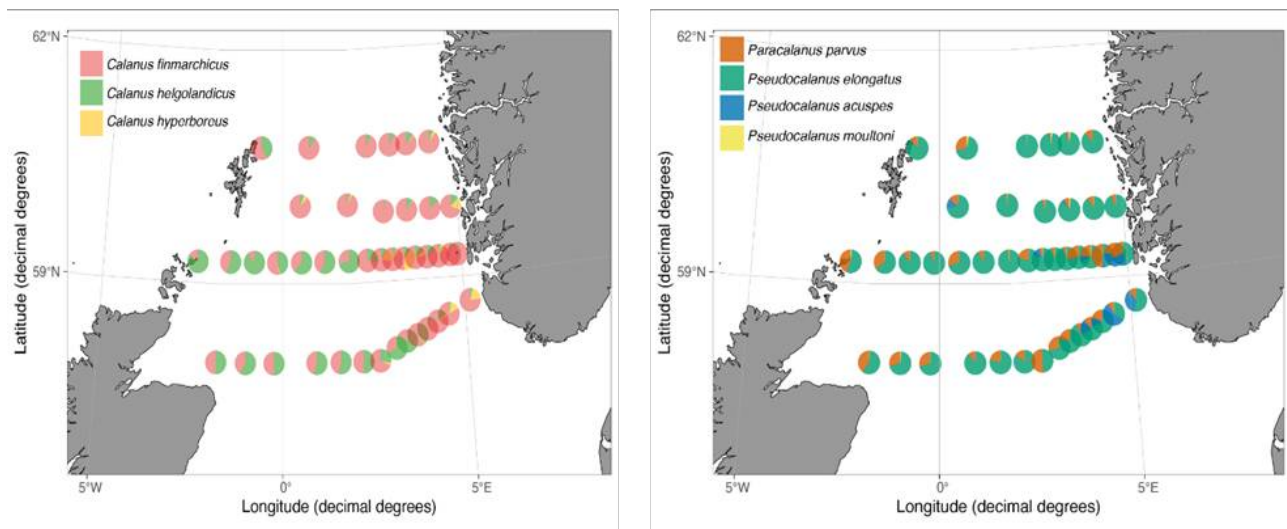 62°N
59°N
Latitude (decimal degrees)
Calanus finmarchicus
Calanus helgolandicus
Calanus hyperboreus
5°W
0°
5°E
Longitude (decimal degrees)
62°N
59°N
Latitude (decimal degrees)
Paracalanus parvus
Pseudocalanus elongatus
Pseudocalanus acuspes
Pseudocalanus moultoni
5°W
0°
5°E
Longitude (decimal degrees)